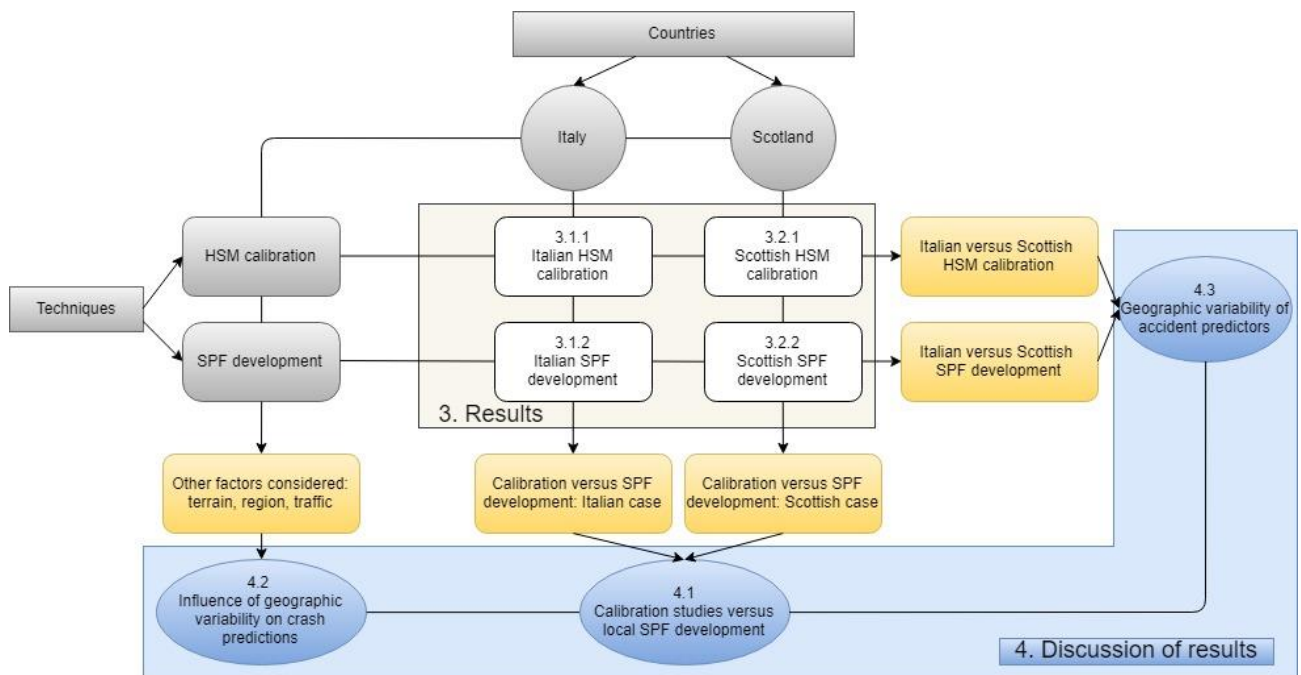 Countries
Italy
Scotland
HSM calibration
3.1.1
Italian HSM
calibration
3.2.1
Scottish HSM
calibration
Italian versus Scottish
HSM calibration
4.3
Geographic variability of
accident predictors
Techniques
SPF development
3.1.2
Italian SPF
development
3.2.2
Scottish SPF
development
Italian versus Scottish
SPF development
3. Results
Other factors considered:
terrain, region, traffic
Calibration versus SPF
development: Italian case
Calibration versus SPF
development: Scottish case
4.2
Influence of geographic
variability on crash
predictions
4.1
Calibration studies versus
local SPF development
4. Discussion of results